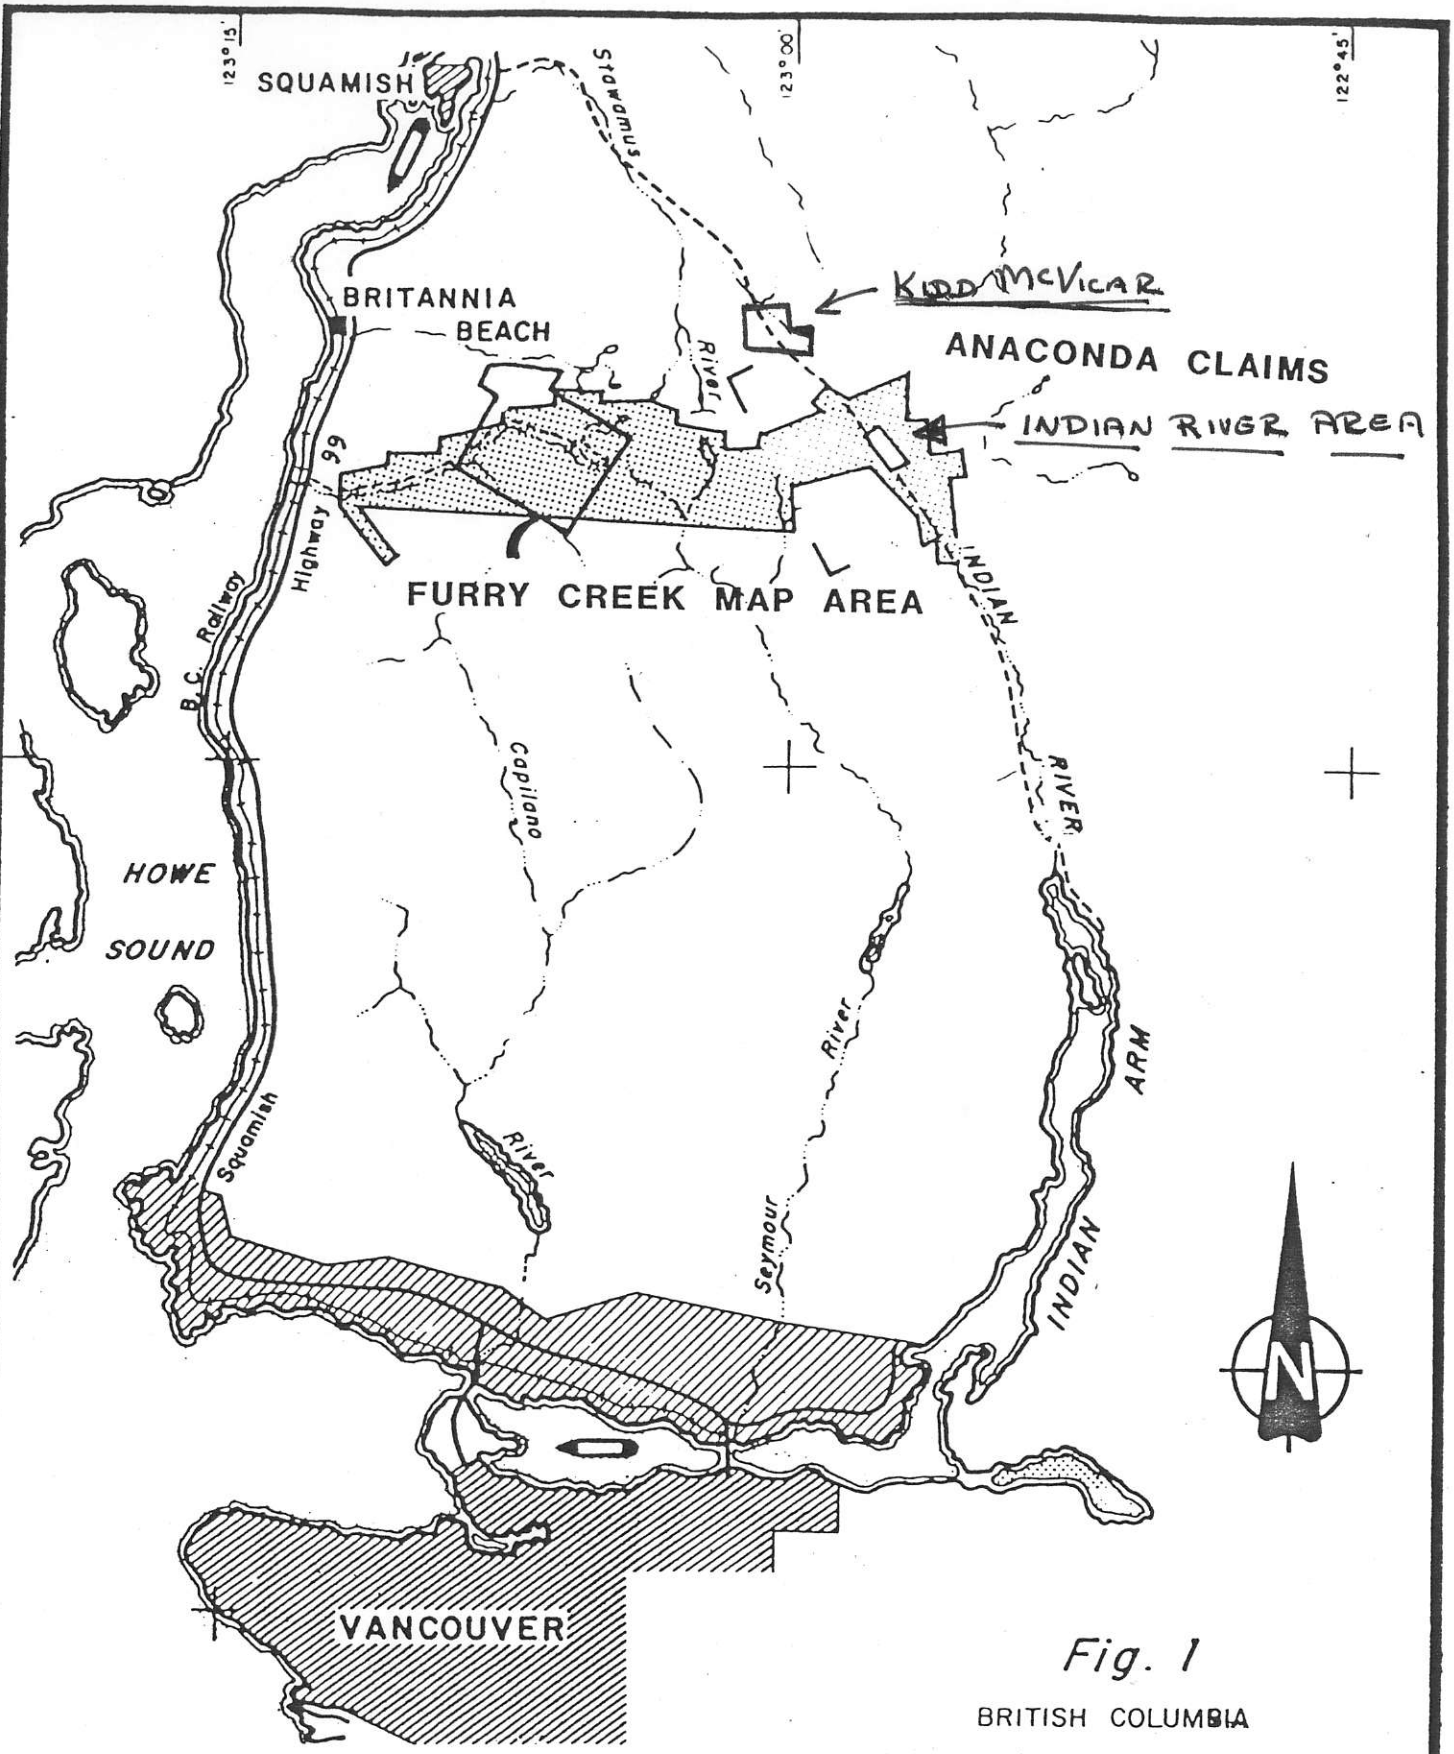 123° 15'
123° 00'
122° 45'
SQUAMISH
Stawamus
River
KIDD McVICAR
BRITANNIA
BEACH
ANACONDA CLAIMS
INDIAN RIVER AREA
Highway 99
B.C. Railway
FURRY CREEK MAP AREA
INDIAN
RIVER
Capilano
River
HOWE
SOUND
River
Seymour
ARM
INDIAN
Squamish
N
VANCOUVER
Fig. 1
BRITISH COLUMBIA